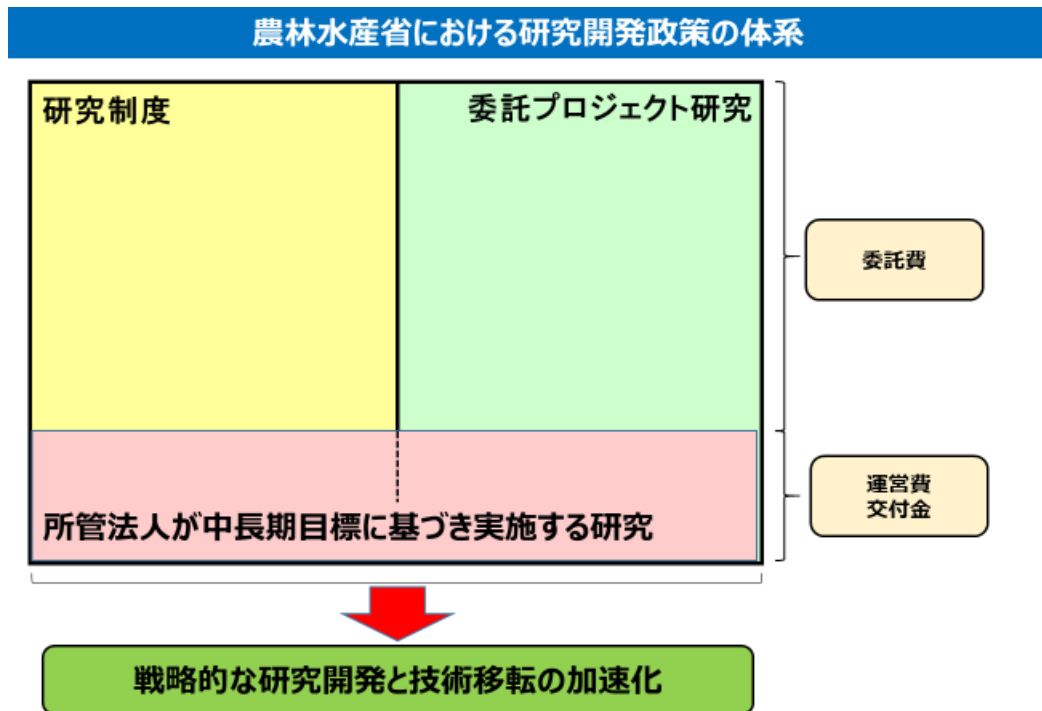 農林水産省における研究開発政策の体系
研究制度
委託プロジェクト研究
委託費
所管法人が中長期目標に基づき実施する研究
運営費
交付金
戦略的な研究開発と技術移転の加速化